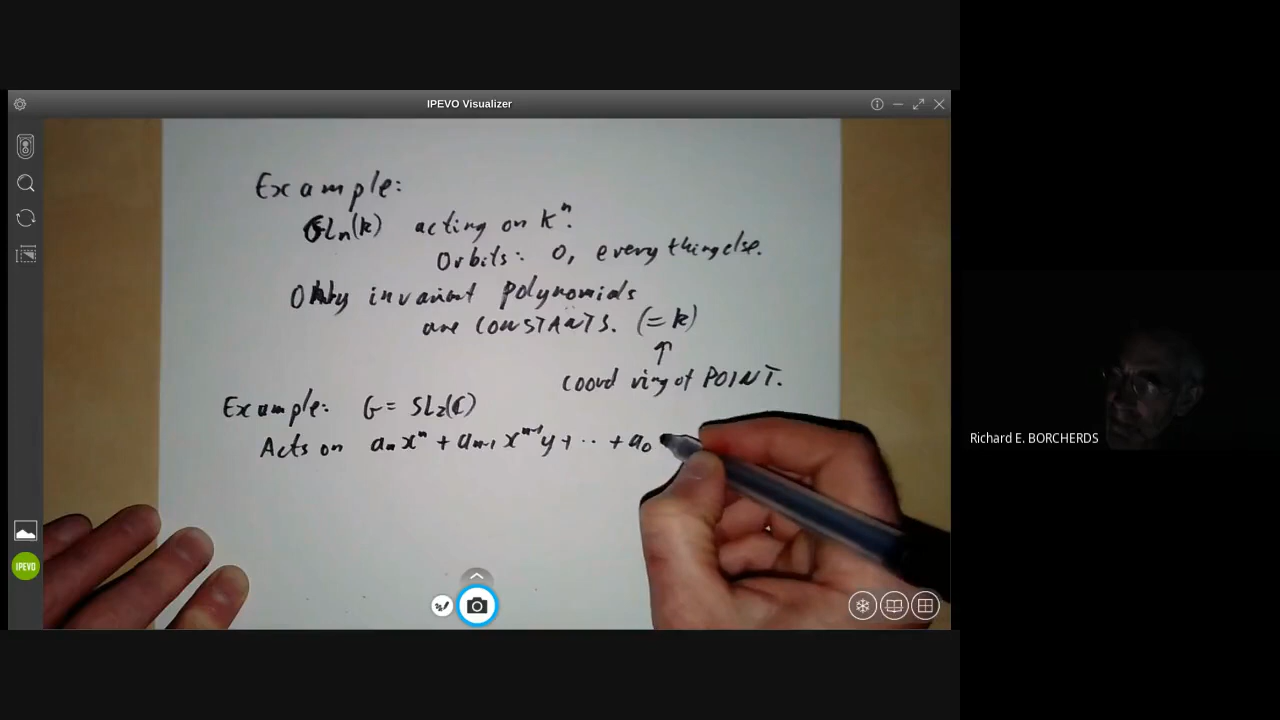 IPEVO Visualizer
Example:
GLₙ(k) acting on kⁿ.
Orbits: 0, everything else.
Only invariant polynomials
are CONSTANTS. (= k)
↑
coord ring of POINT.
Example: G = SL₂(ℂ)
Acts on aₙxⁿ + aₙ₋₁xⁿ⁻¹y + ·· + a₀
Richard E. BORCHERDS
IPEVO